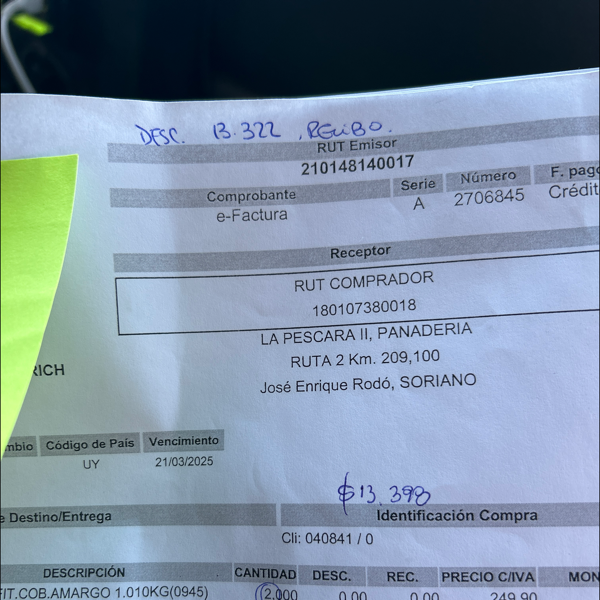 DESC. 13.322 , RECIBO.
RUT Emisor
210148140017
Comprobante Serie Número F. pago
e-Factura A 2706845 Crédit
Receptor
RUT COMPRADOR
180107380018
LA PESCARA II, PANADERIA
RUTA 2 Km. 209,100
RICH
José Enrique Rodó, SORIANO
mbio Código de País Vencimiento
UY 21/03/2025
$13.398
e Destino/Entrega Identificación Compra
Cli: 040841 / 0
DESCRIPCIÓN CANTIDAD DESC. REC. PRECIO C/IVA MON
FIT.COB.AMARGO 1.010KG(0945) 2,000 0.00 0.00 249.90